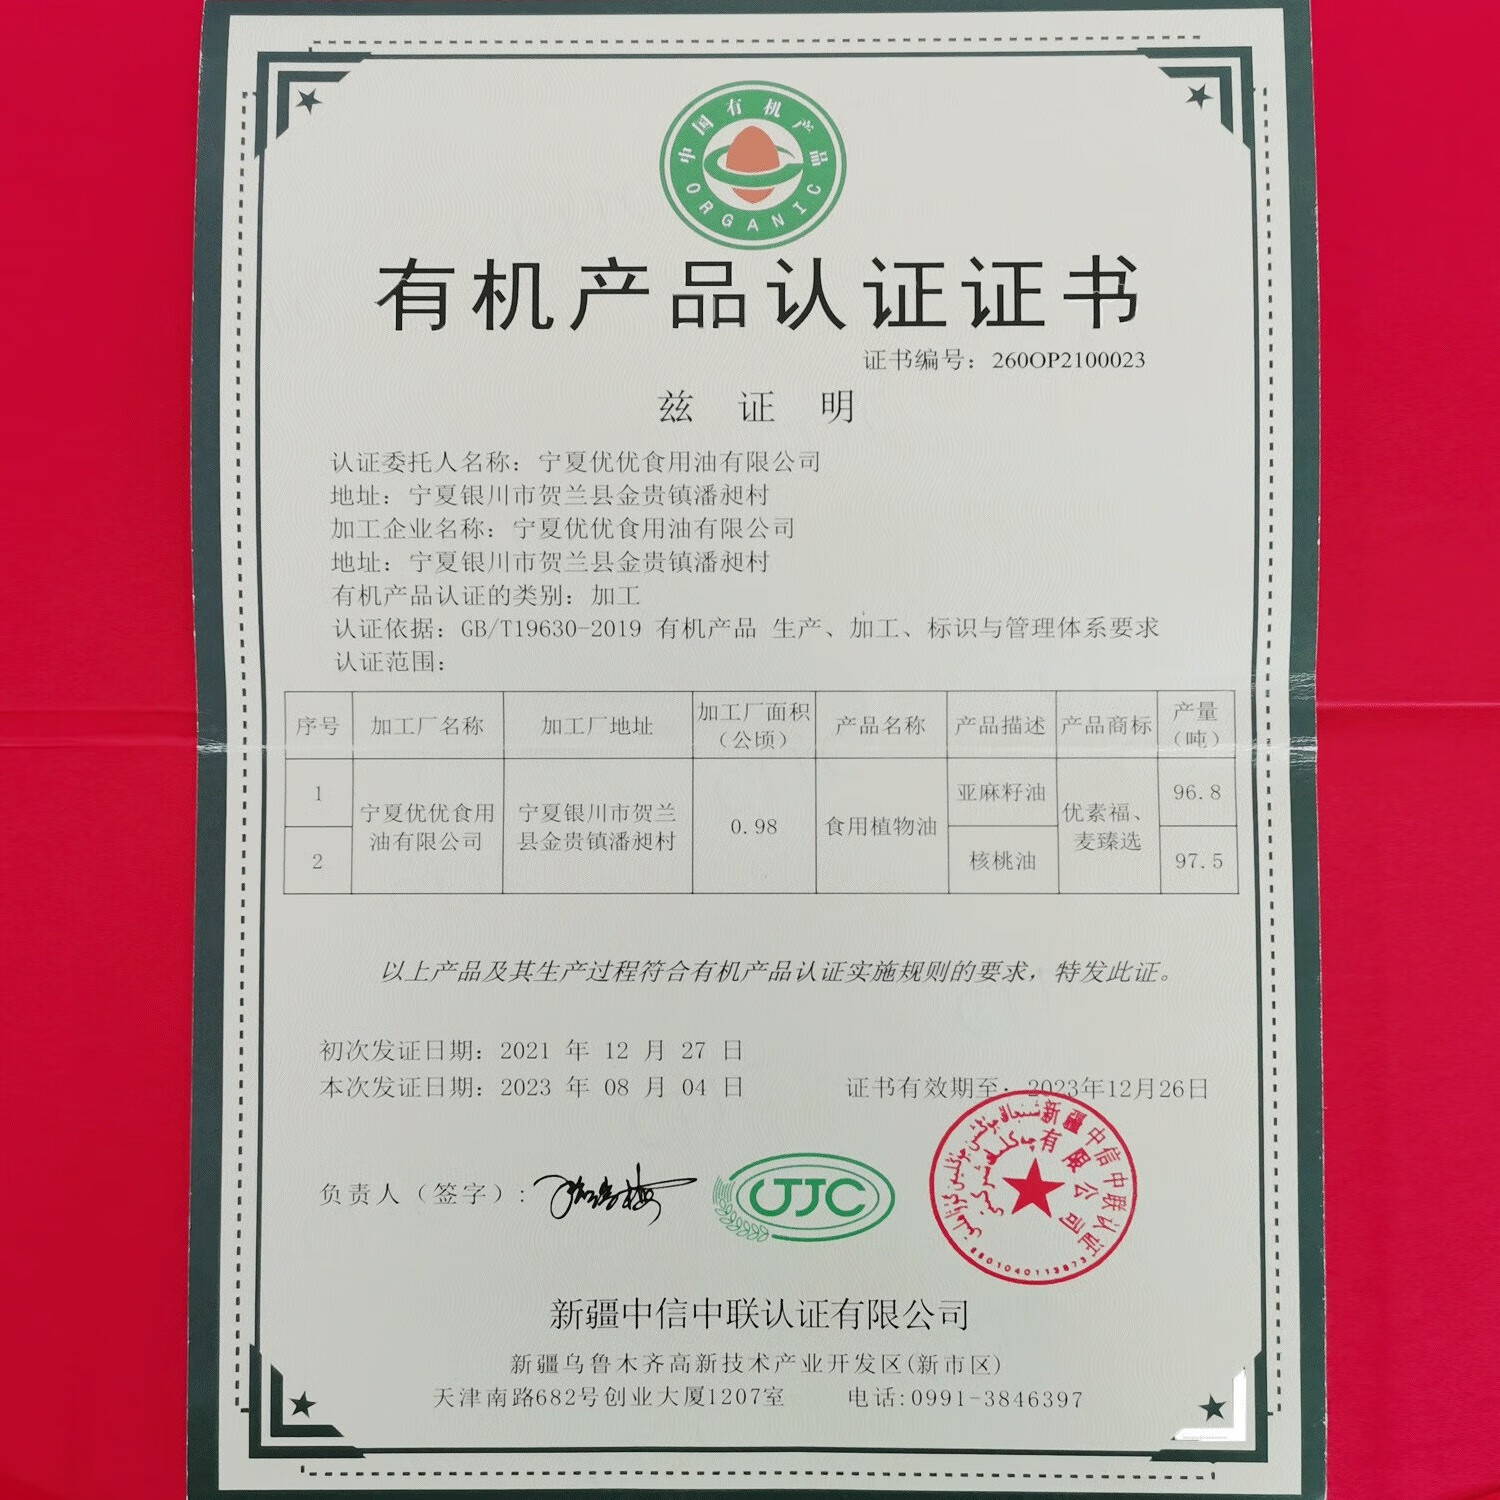 中国有机产品
ORGANIC
有机产品认证证书
证书编号：260OP2100023
兹 证 明
认证委托人名称：宁夏优优食用油有限公司
地址：宁夏银川市贺兰县金贵镇潘昶村
加工企业名称：宁夏优优食用油有限公司
地址：宁夏银川市贺兰县金贵镇潘昶村
有机产品认证的类别：加工
认证依据：GB/T19630-2019 有机产品 生产、加工、标识与管理体系要求
认证范围：
序号 加工厂名称 加工厂地址 加工厂面积（公顷） 产品名称 产品描述 产品商标 产量（吨）
1 宁夏优优食用油有限公司 宁夏银川市贺兰县金贵镇潘昶村 0.98 食用植物油 亚麻籽油 优素福、麦臻选 96.8
2 核桃油 97.5
以上产品及其生产过程符合有机产品认证实施规则的要求，特发此证。
初次发证日期：2021 年 12 月 27 日
本次发证日期：2023 年 08 月 04 日 证书有效期至：2023年12月26日
负责人（签字）：
新疆中信中联认证有限公司
新疆中信中联认证有限公司
新疆乌鲁木齐高新技术产业开发区(新市区)
天津南路682号创业大厦1207室 电话:0991-3846397